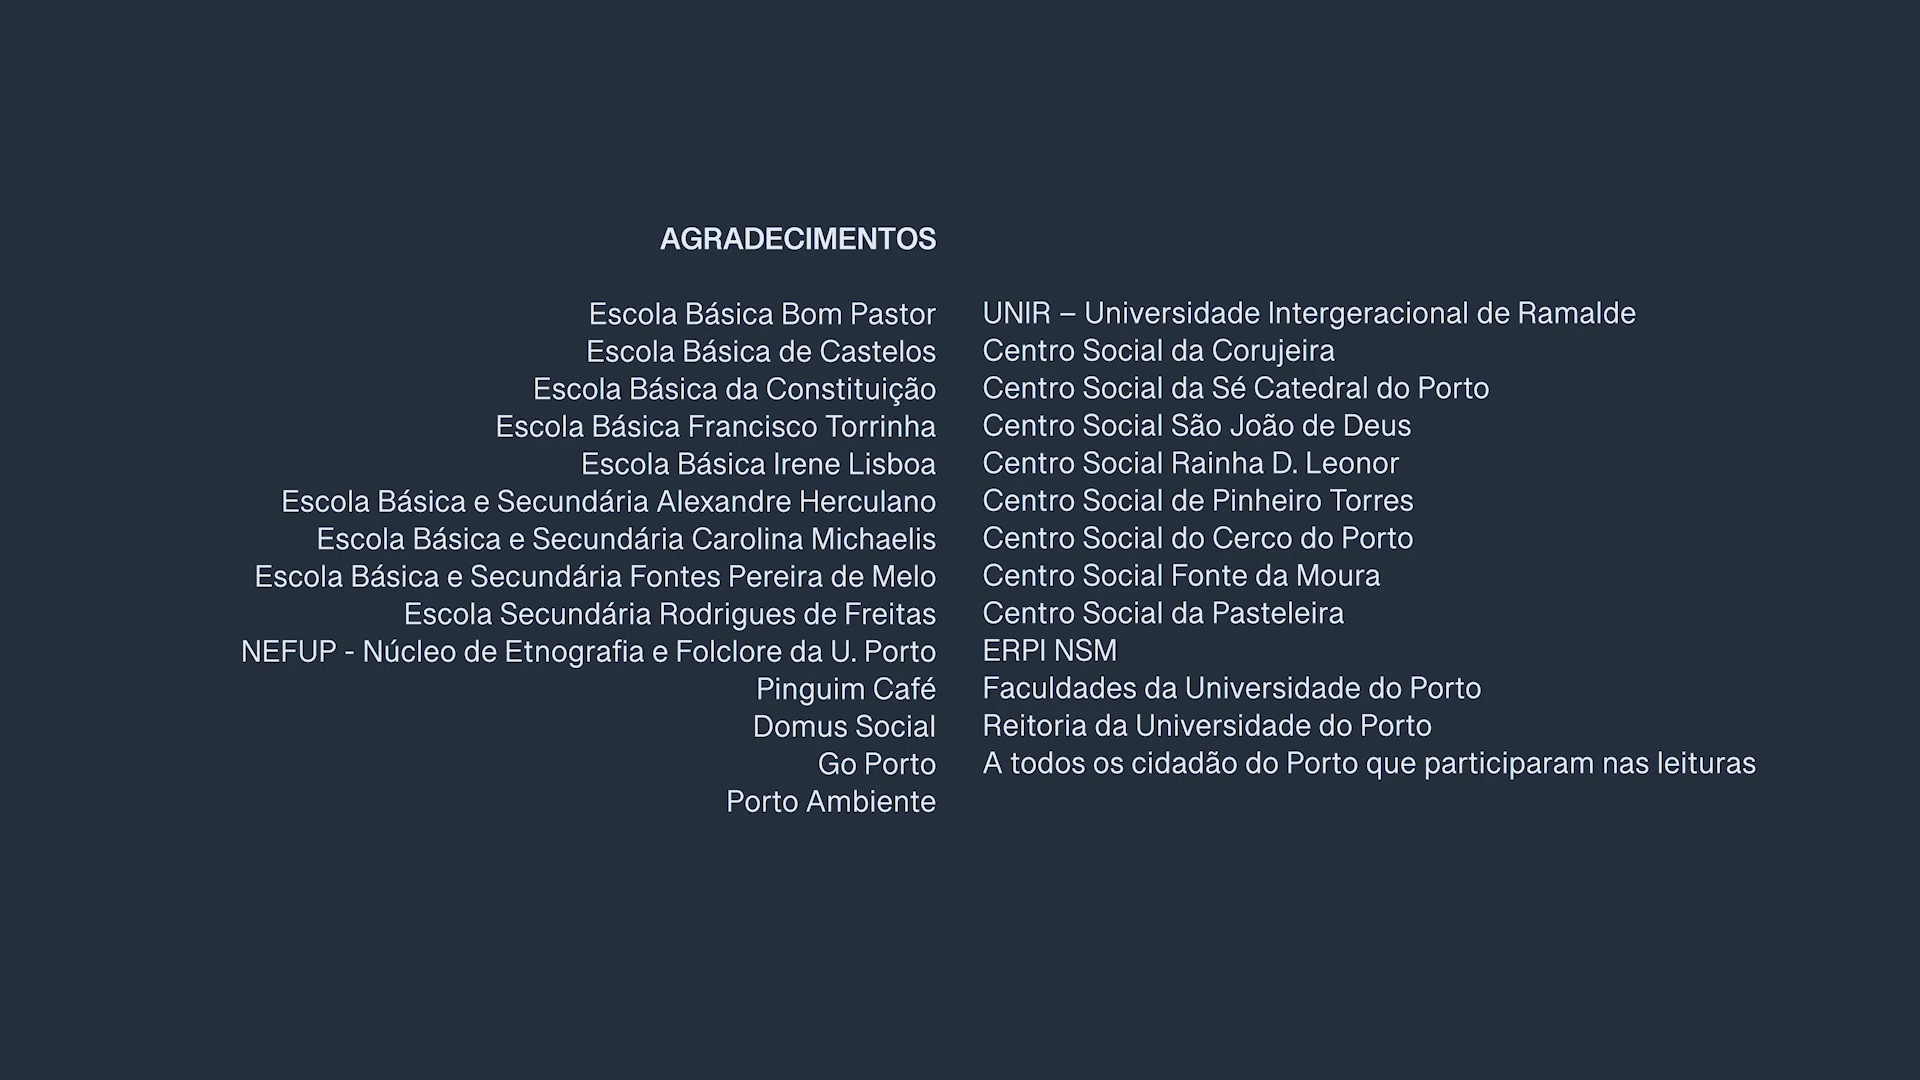 AGRADECIMENTOS
Escola Básica Bom Pastor
Escola Básica de Castelos
Escola Básica da Constituição
Escola Básica Francisco Torrinha
Escola Básica Irene Lisboa
Escola Básica e Secundária Alexandre Herculano
Escola Básica e Secundária Carolina Michaelis
Escola Básica e Secundária Fontes Pereira de Melo
Escola Secundária Rodrigues de Freitas
NEFUP - Núcleo de Etnografia e Folclore da U. Porto
Pinguim Café
Domus Social
Go Porto
Porto Ambiente
UNIR – Universidade Intergeracional de Ramalde
Centro Social da Corujeira
Centro Social da Sé Catedral do Porto
Centro Social São João de Deus
Centro Social Rainha D. Leonor
Centro Social de Pinheiro Torres
Centro Social do Cerco do Porto
Centro Social Fonte da Moura
Centro Social da Pasteleira
ERPI NSM
Faculdades da Universidade do Porto
Reitoria da Universidade do Porto
A todos os cidadão do Porto que participaram nas leituras